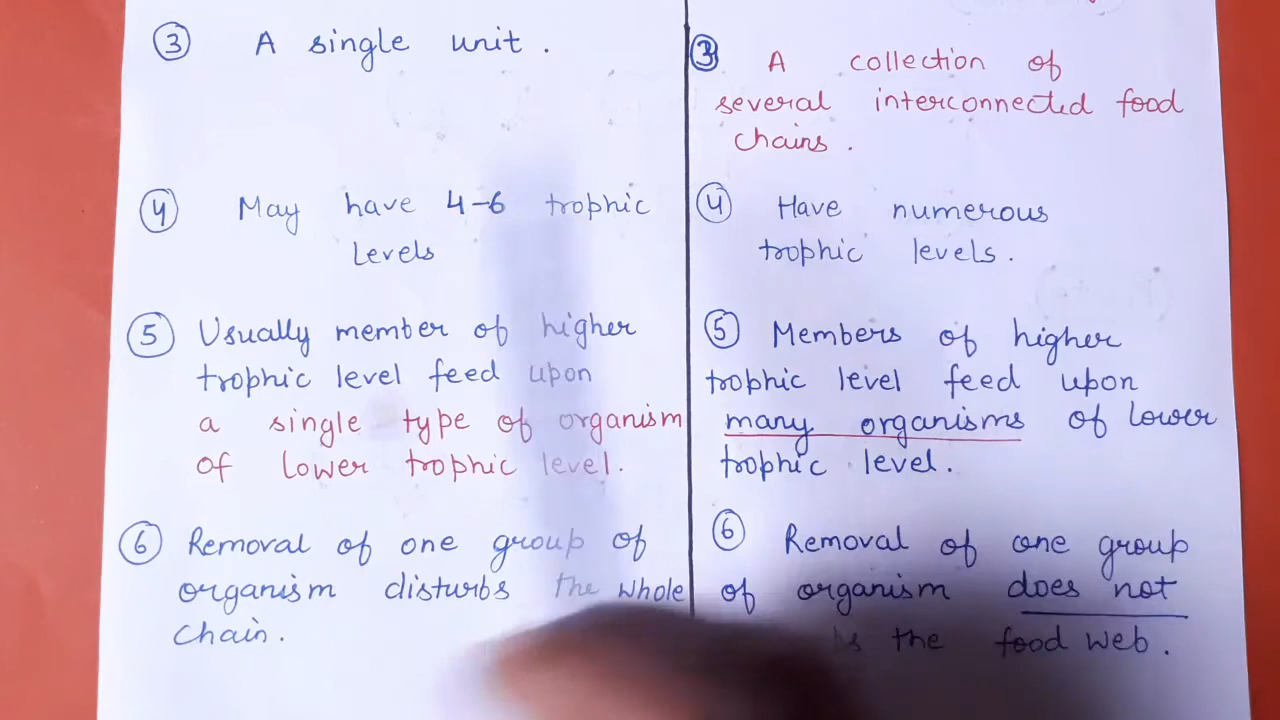 ③ A single unit.
④ May have 4-6 trophic
Levels
⑤ Usually member of higher
trophic level feed upon
a single type of organism
of lower trophic level.
⑥ Removal of one group of
organism disturbs the whole
chain.
③ A collection of
several interconnected food
chains.
④ Have numerous
trophic levels.
⑤ Members of higher
trophic level feed upon
many organisms of lower
trophic level.
⑥ Removal of one group
of organism does not
the food web.